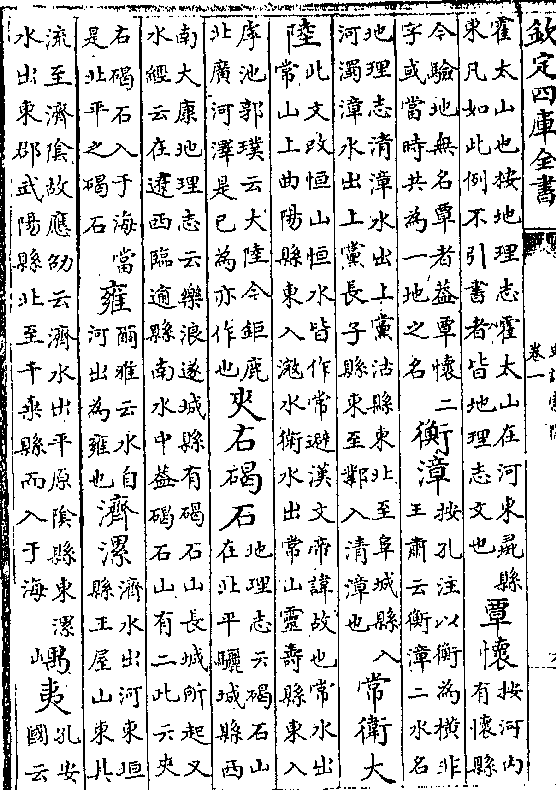 欽定四庫全書
卷一
霍太山也按地理志霍太山在河東彘縣
東凡如此例不引書者皆地理志文也
覃懷
按河内
有懷縣
今驗地無名覃者蓋覃懷二
字或當時共為一地之名
衡漳
按孔注以衡為横非
王肅云衡漳二水名
地理志清漳水出上黨沽縣東北至阜城縣入
河濁漳水出上黨長子縣東至鄴入清漳也
常衛大
陸
此文改恒山恒水皆作常避漢文帝諱故也常水出
常山上曲陽縣東入滱水衛水出常山靈壽縣東入
虖池郭璞云大陸今鉅鹿
北廣河澤是已為亦作也
夾右碣石
地理志云碣石山
在北平驪城縣西
南大康地理志云樂浪遂城縣有碣石山長城所起又
水經云在遼西臨逾縣南水中蓋碣石山有二此云夾
右碣石入于海當
是北平之碣石
雍
爾雅云水自
河出為雍也
濟漯
濟水出河東垣
縣王屋山東其
流至濟陰故應劭云濟水出平原陰縣東漯
水出東郡武陽縣北至千乘縣而入于海
嵎夷
孔安
國云